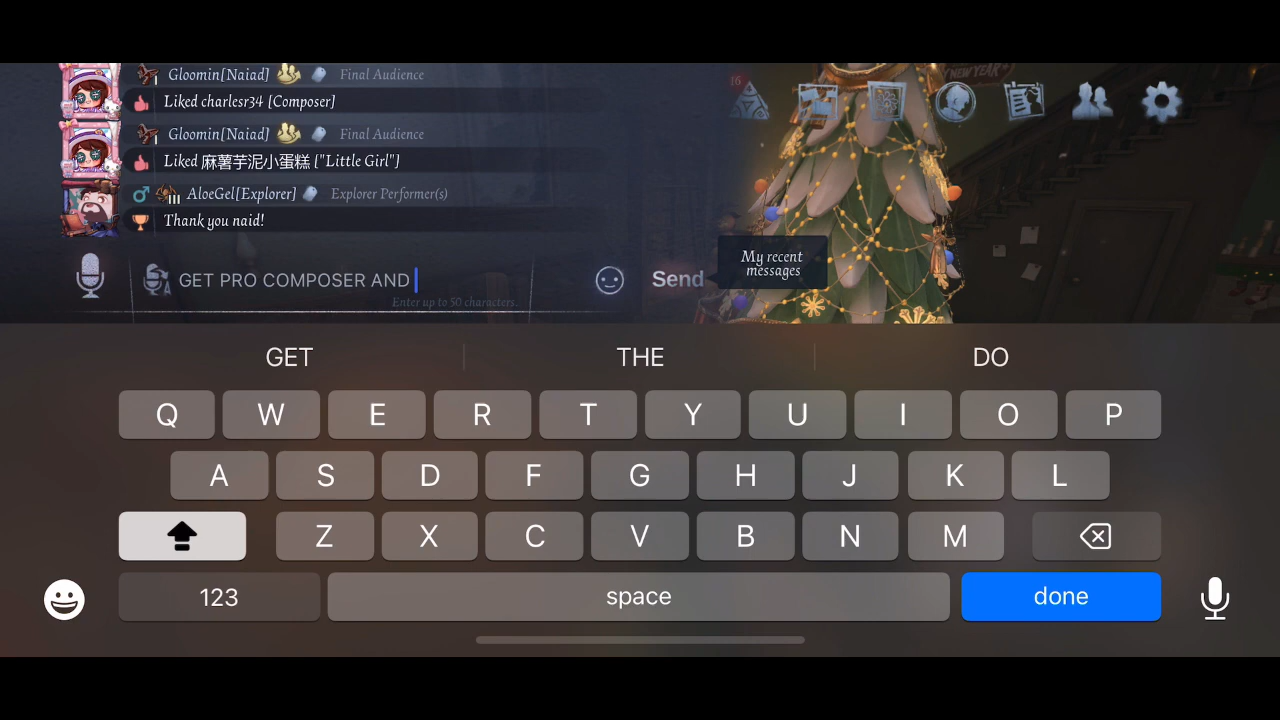 Gloomin[Naiad] Final Audience
Liked charlesr34 [Composer]
Gloomin[Naiad] Final Audience
Liked 麻薯芋泥小蛋糕 ["Little Girl"]
AloeGel[Explorer] Explorer Performer(s)
Thank you naid!
GET PRO COMPOSER AND
Send
Enter up to 50 characters.
My recent
messages
16
NEW YEAR
GET THE DO
Q W E R T Y U I O P
A S D F G H J K L
Z X C V B N M
123 space done